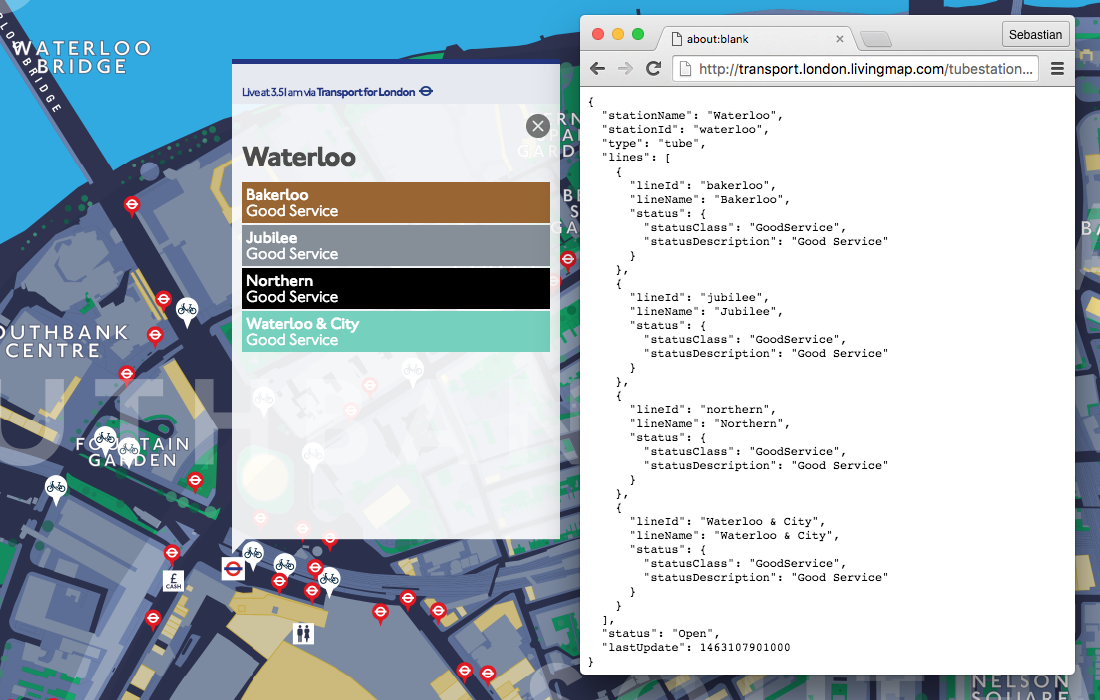 WATERLOO
BRIDGE
OUTHBANK
CENTRE
UTH
FOUNTAIN
GARDEN
£
CASH
Live at 3.51am via Transport for London
Waterloo
Bakerloo
Good Service
Jubilee
Good Service
Northern
Good Service
Waterloo & City
Good Service
GARD
NELSON
SQUARE
about:blank
Sebastian
http://transport.london.livingmap.com/tubestation...
{
"stationName": "Waterloo",
"stationId": "waterloo",
"type": "tube",
"lines": [
{
"lineId": "bakerloo",
"lineName": "Bakerloo",
"status": {
"statusClass": "GoodService",
"statusDescription": "Good Service"
}
},
{
"lineId": "jubilee",
"lineName": "Jubilee",
"status": {
"statusClass": "GoodService",
"statusDescription": "Good Service"
}
},
{
"lineId": "northern",
"lineName": "Northern",
"status": {
"statusClass": "GoodService",
"statusDescription": "Good Service"
}
},
{
"lineId": "Waterloo & City",
"lineName": "Waterloo & City",
"status": {
"statusClass": "GoodService",
"statusDescription": "Good Service"
}
}
],
"status": "Open",
"lastUpdate": 1463107901000
}